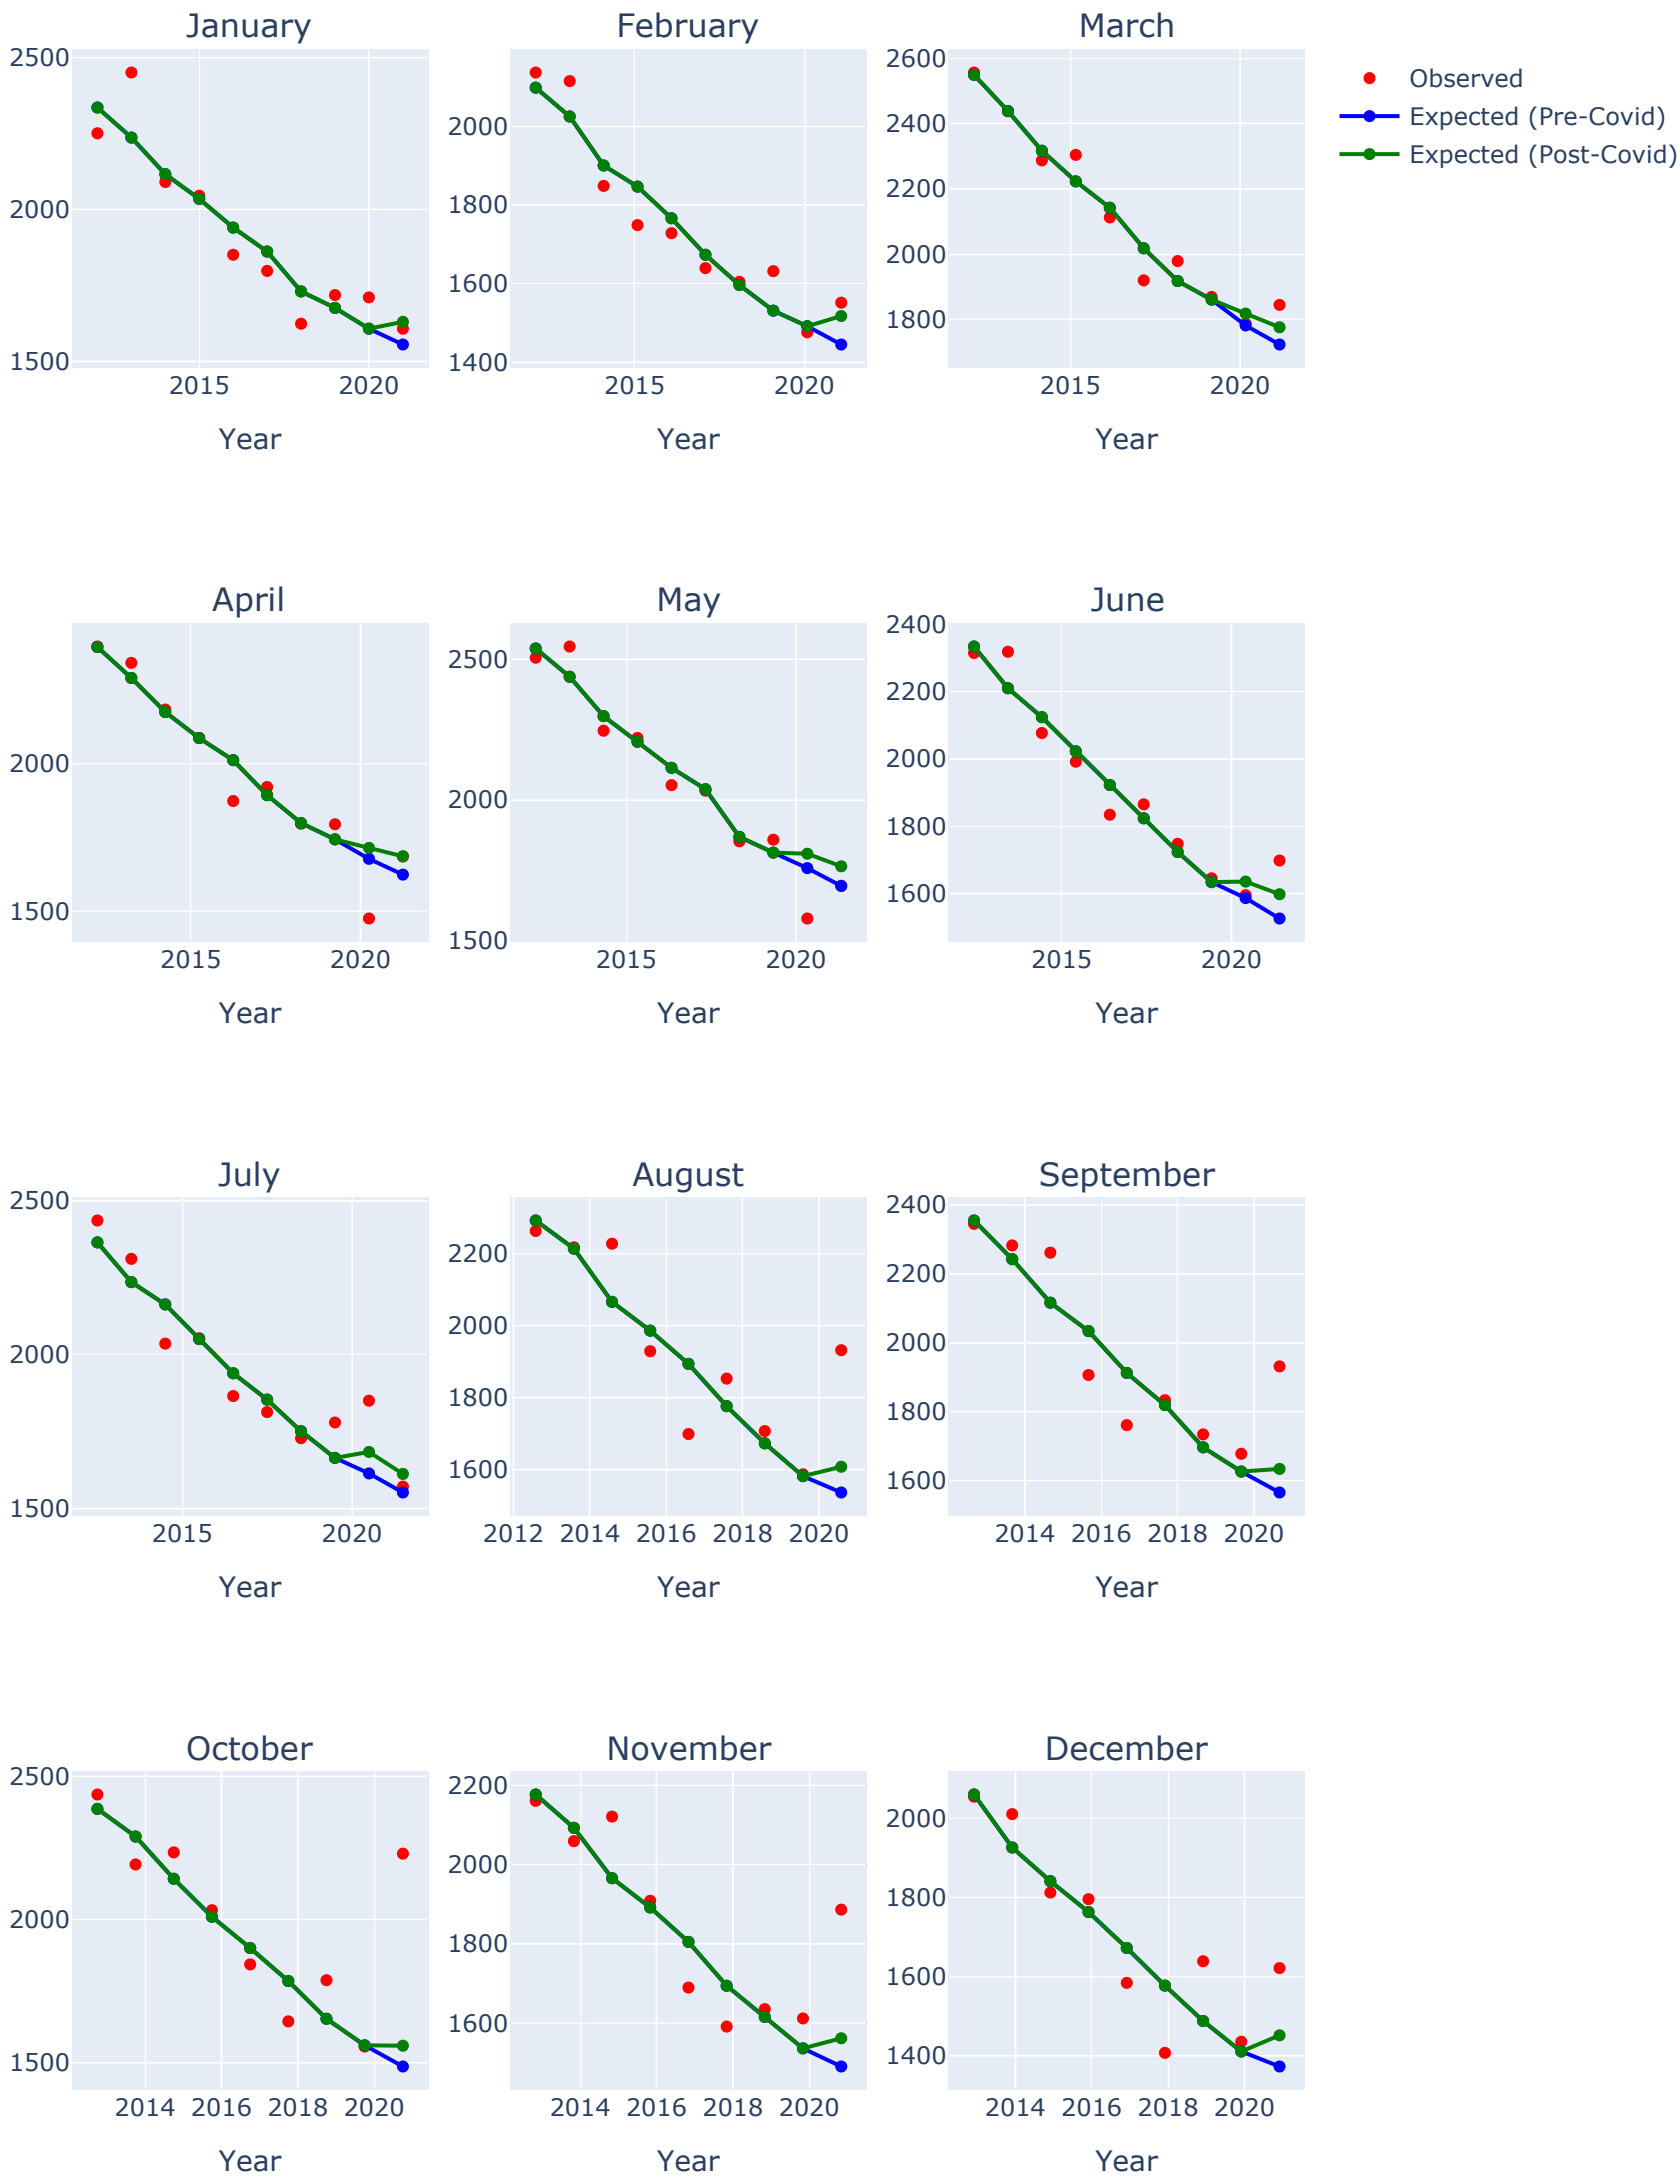 January February March
2500
2000
1500
2015 2020
Year
2000
1800
1600
1400
2015 2020
Year
2600
2400
2200
2000
1800
2015 2020
Year
Observed
Expected (Pre-Covid)
Expected (Post-Covid)
April May June
2000
1500
2015 2020
Year
2500
2000
1500
2015 2020
Year
2400
2200
2000
1800
1600
2015 2020
Year
July August September
2500
2000
1500
2015 2020
Year
2200
2000
1800
1600
2012 2014 2016 2018 2020
Year
2400
2200
2000
1800
1600
2014 2016 2018 2020
Year
October November December
2500
2000
1500
2014 2016 2018 2020
Year
2200
2000
1800
1600
2014 2016 2018 2020
Year
2000
1800
1600
1400
2014 2016 2018 2020
Year